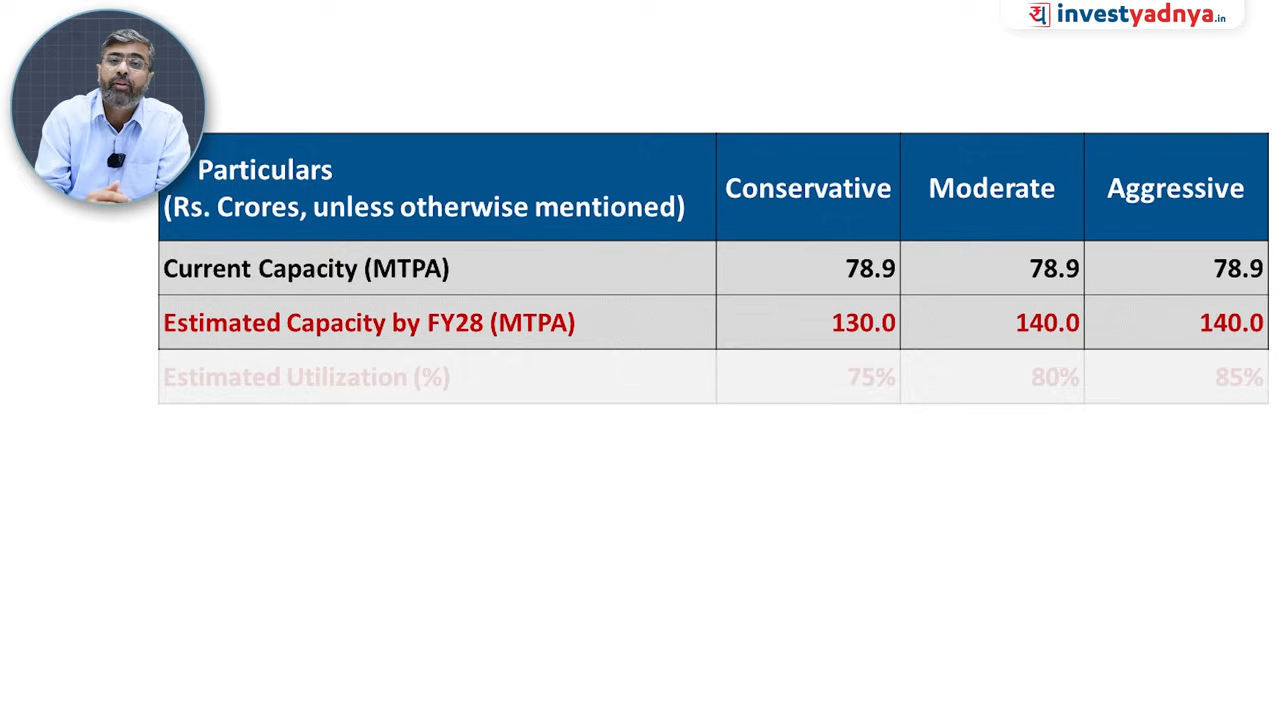 य investyadnya.in
Particulars
(Rs. Crores, unless otherwise mentioned) Conservative Moderate Aggressive
Current Capacity (MTPA) 78.9 78.9 78.9
Estimated Capacity by FY28 (MTPA) 130.0 140.0 140.0
Estimated Utilization (%) 75% 80% 85%